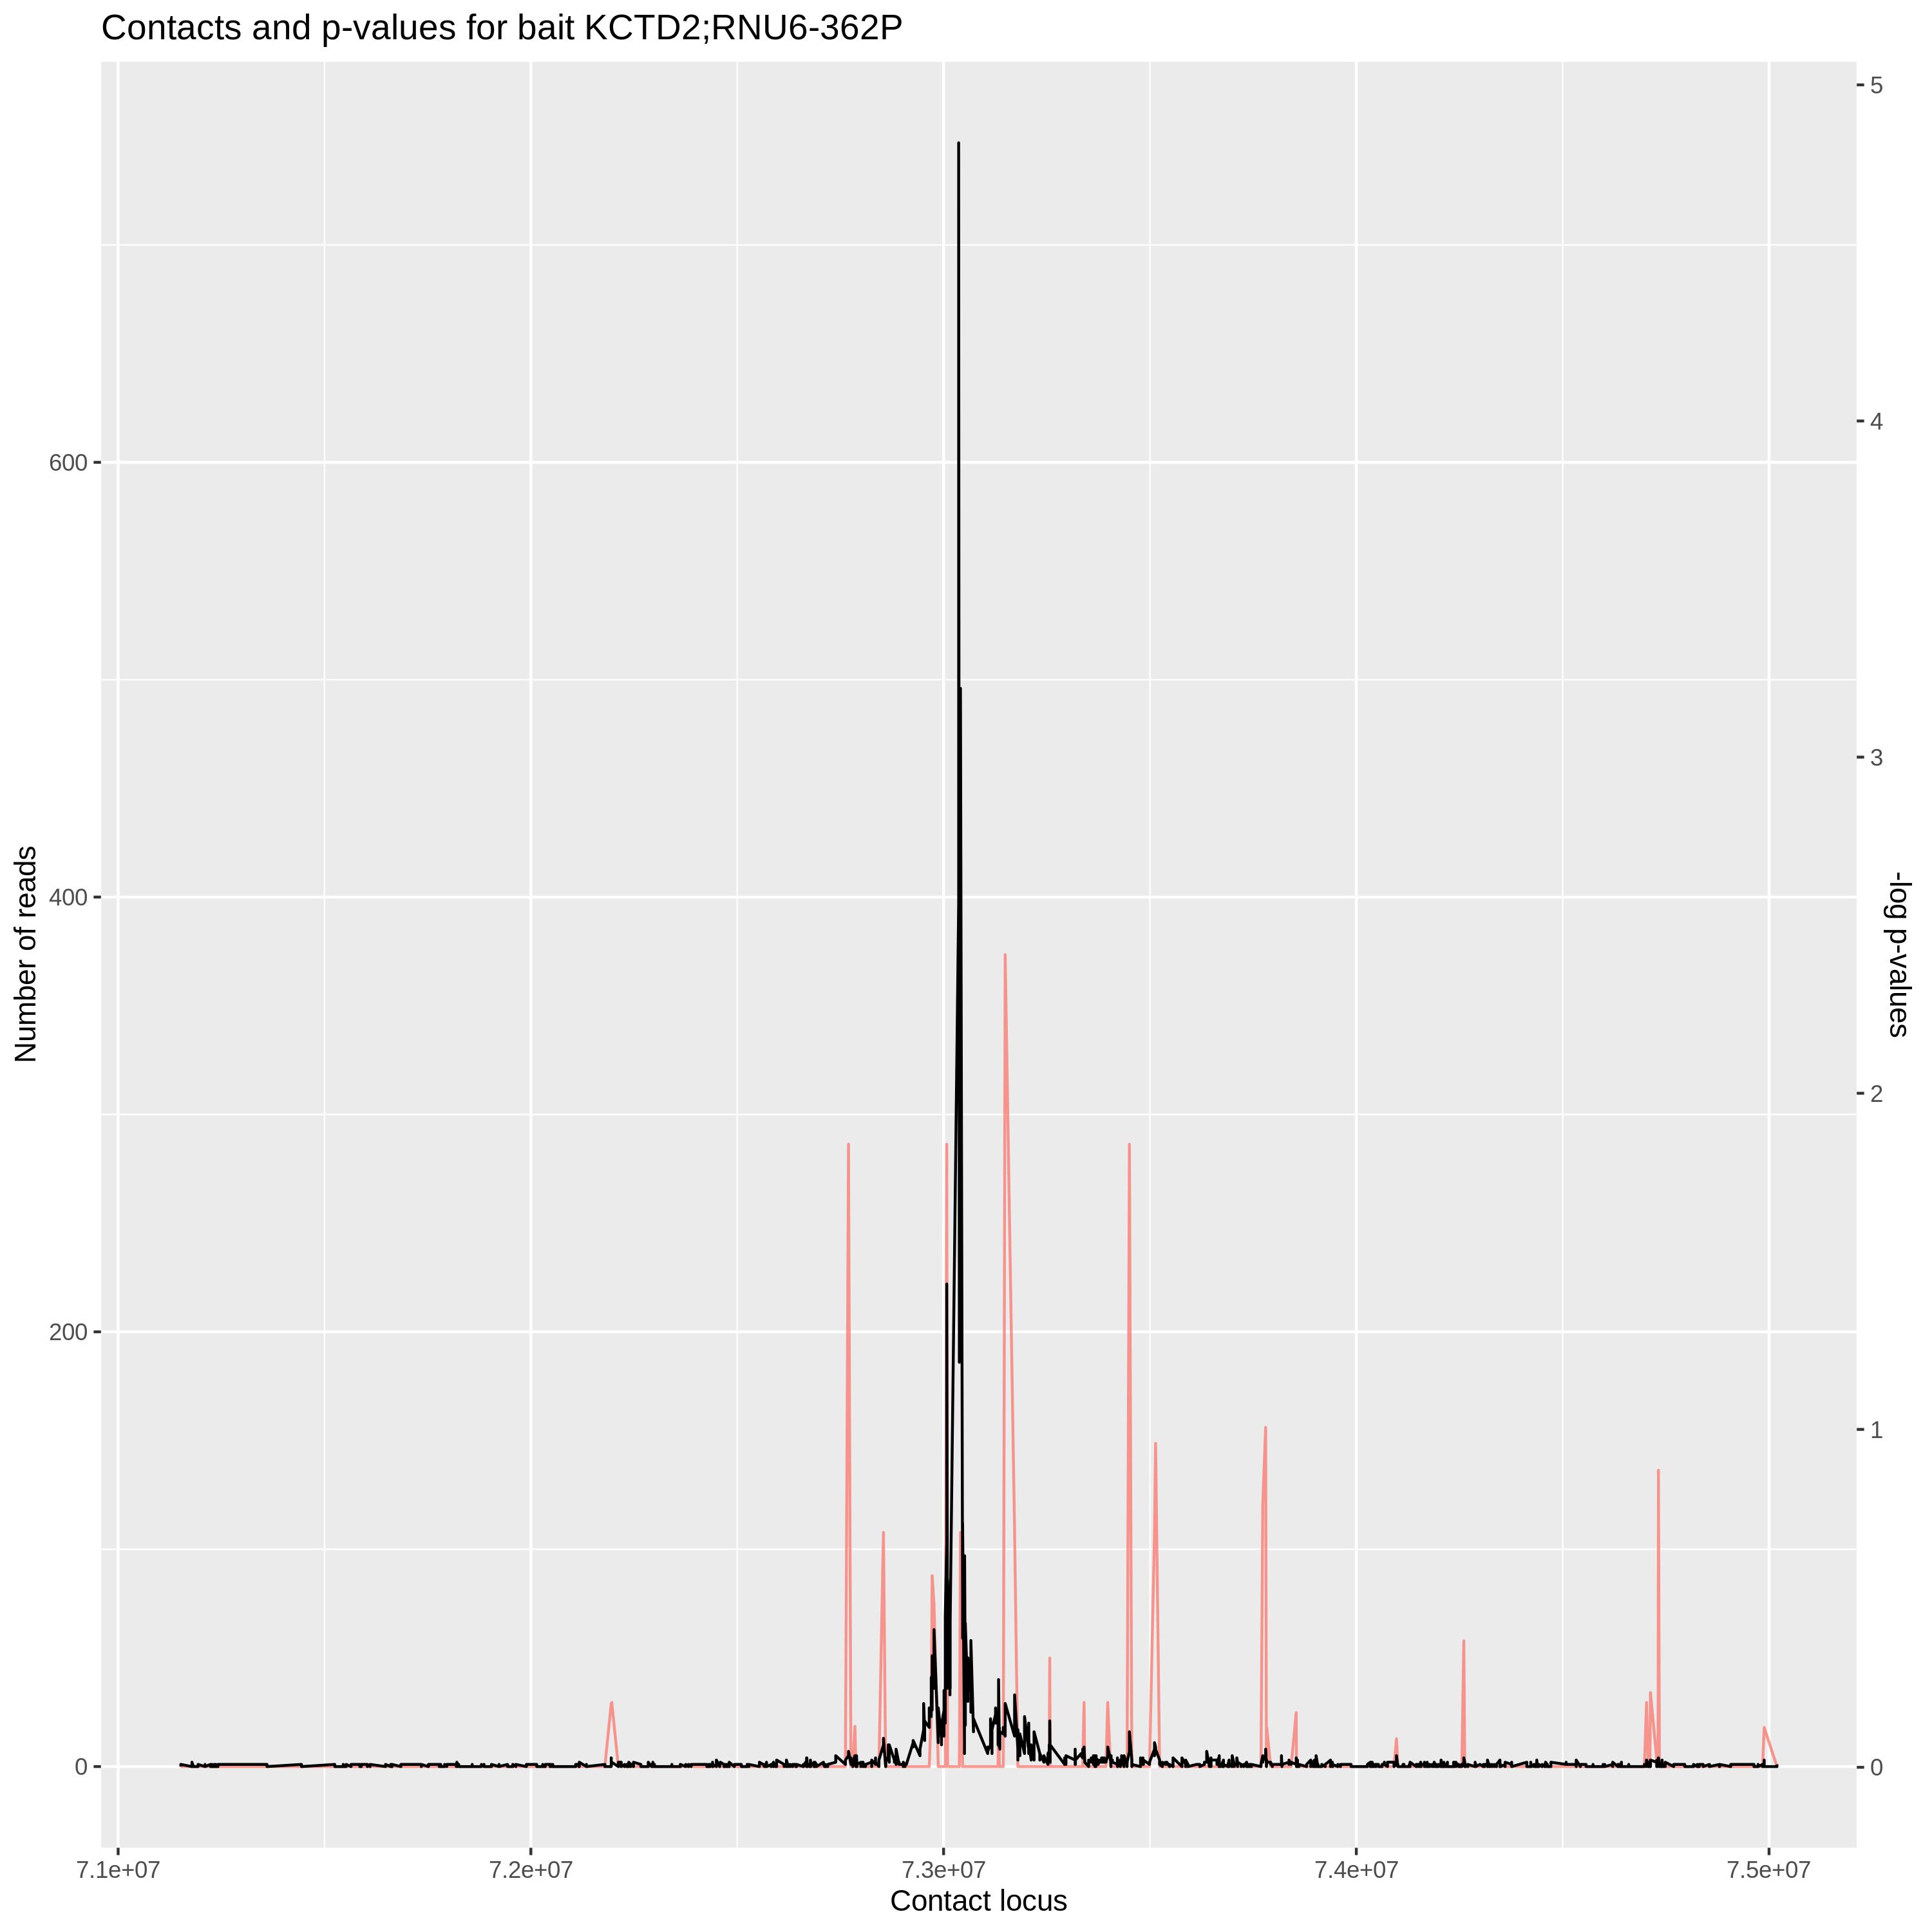 Contacts and p-values for bait KCTD2;RNU6-362P
Number of reads
600
400
200
0
5
4
3
2
1
0
-log p-values
7.1e+07
7.2e+07
7.3e+07
7.4e+07
7.5e+07
Contact locus